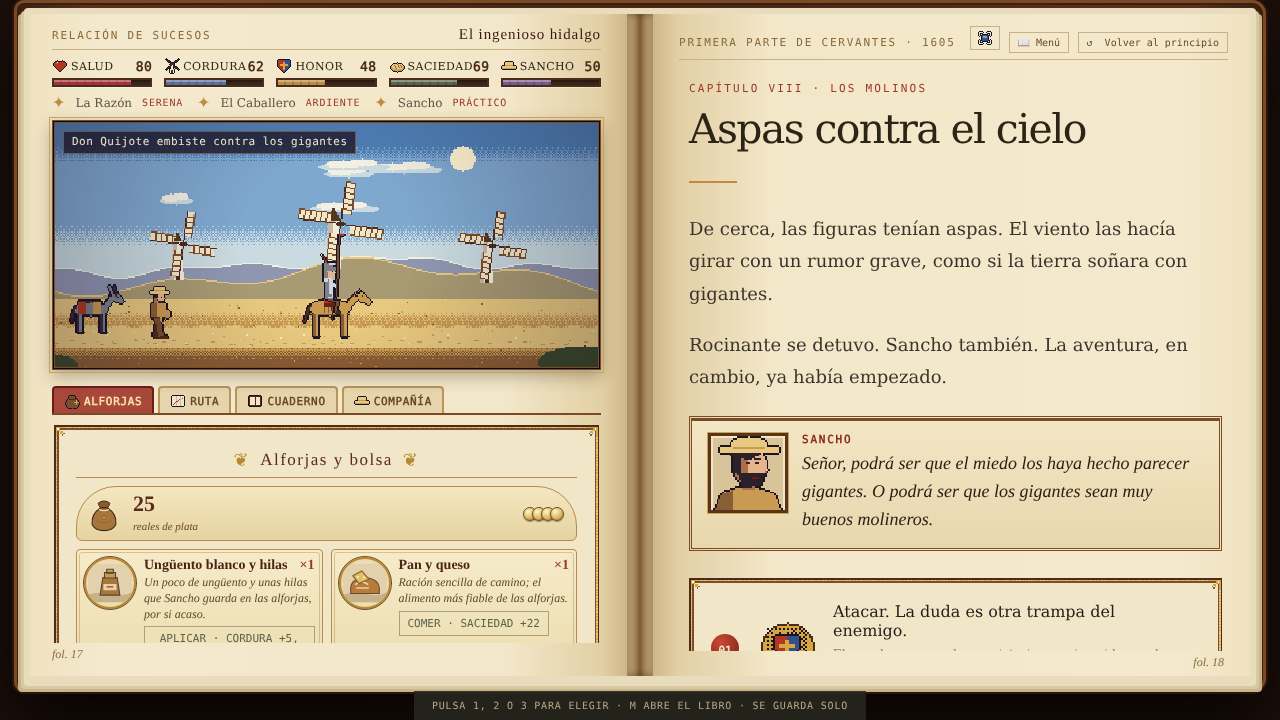 RELACIÓN DE SUCESOS
El ingenioso hidalgo
SALUD 80
CORDURA 62
HONOR 48
SACIEDAD 69
SANCHO 50
La Razón SERENA
El Caballero ARDIENTE
Sancho PRÁCTICO
Don Quijote embiste contra los gigantes
ALFORJAS
RUTA
CUADERNO
COMPAÑÍA
Alforjas y bolsa
25
reales de plata
Ungüento blanco y hilas ×1
Un poco de ungüento y unas hilas
que Sancho guarda en las alforjas,
por si acaso.
APLICAR · CORDURA +5,
Pan y queso ×1
Ración sencilla de camino; el
alimento más fiable de las alforjas.
COMER · SACIEDAD +22
fol. 17
PRIMERA PARTE DE CERVANTES · 1605
Menú
↺ Volver al principio
CAPÍTULO VIII · LOS MOLINOS
Aspas contra el cielo
De cerca, las figuras tenían aspas. El viento las hacía
girar con un rumor grave, como si la tierra soñara con
gigantes.
Rocinante se detuvo. Sancho también. La aventura, en
cambio, ya había empezado.
SANCHO
Señor, podrá ser que el miedo los haya hecho parecer
gigantes. O podrá ser que los gigantes sean muy
buenos molineros.
Atacar. La duda es otra trampa del
enemigo.
01
fol. 18
PULSA 1, 2 O 3 PARA ELEGIR · M ABRE EL LIBRO · SE GUARDA SOLO